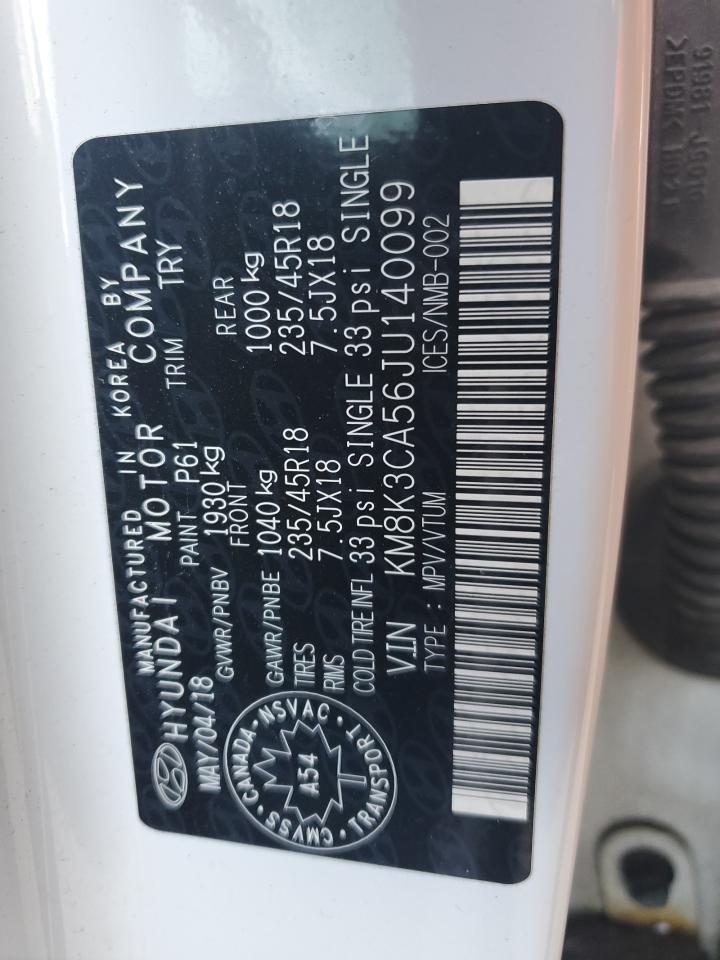 MANUFACTURED IN KOREA BY
HYUNDAI MOTOR COMPANY
MAY/04/18 PAINT P61 TRIM TRY
GVWR/PNBV 1930 kg
FRONT REAR
GAWR/PNBE 1040 kg 1000 kg
TIRES 235/45R18 235/45R18
RIMS 7.5JX18 7.5JX18
COLD TIRE INFL 33 psi SINGLE 33 psi SINGLE
VIN KM8K3CA56JU140099
TYPE : MPV/VTUM ICES/NMB-002
CANADA · NSVAC · TRANSPORT · CMVSS ·
A54